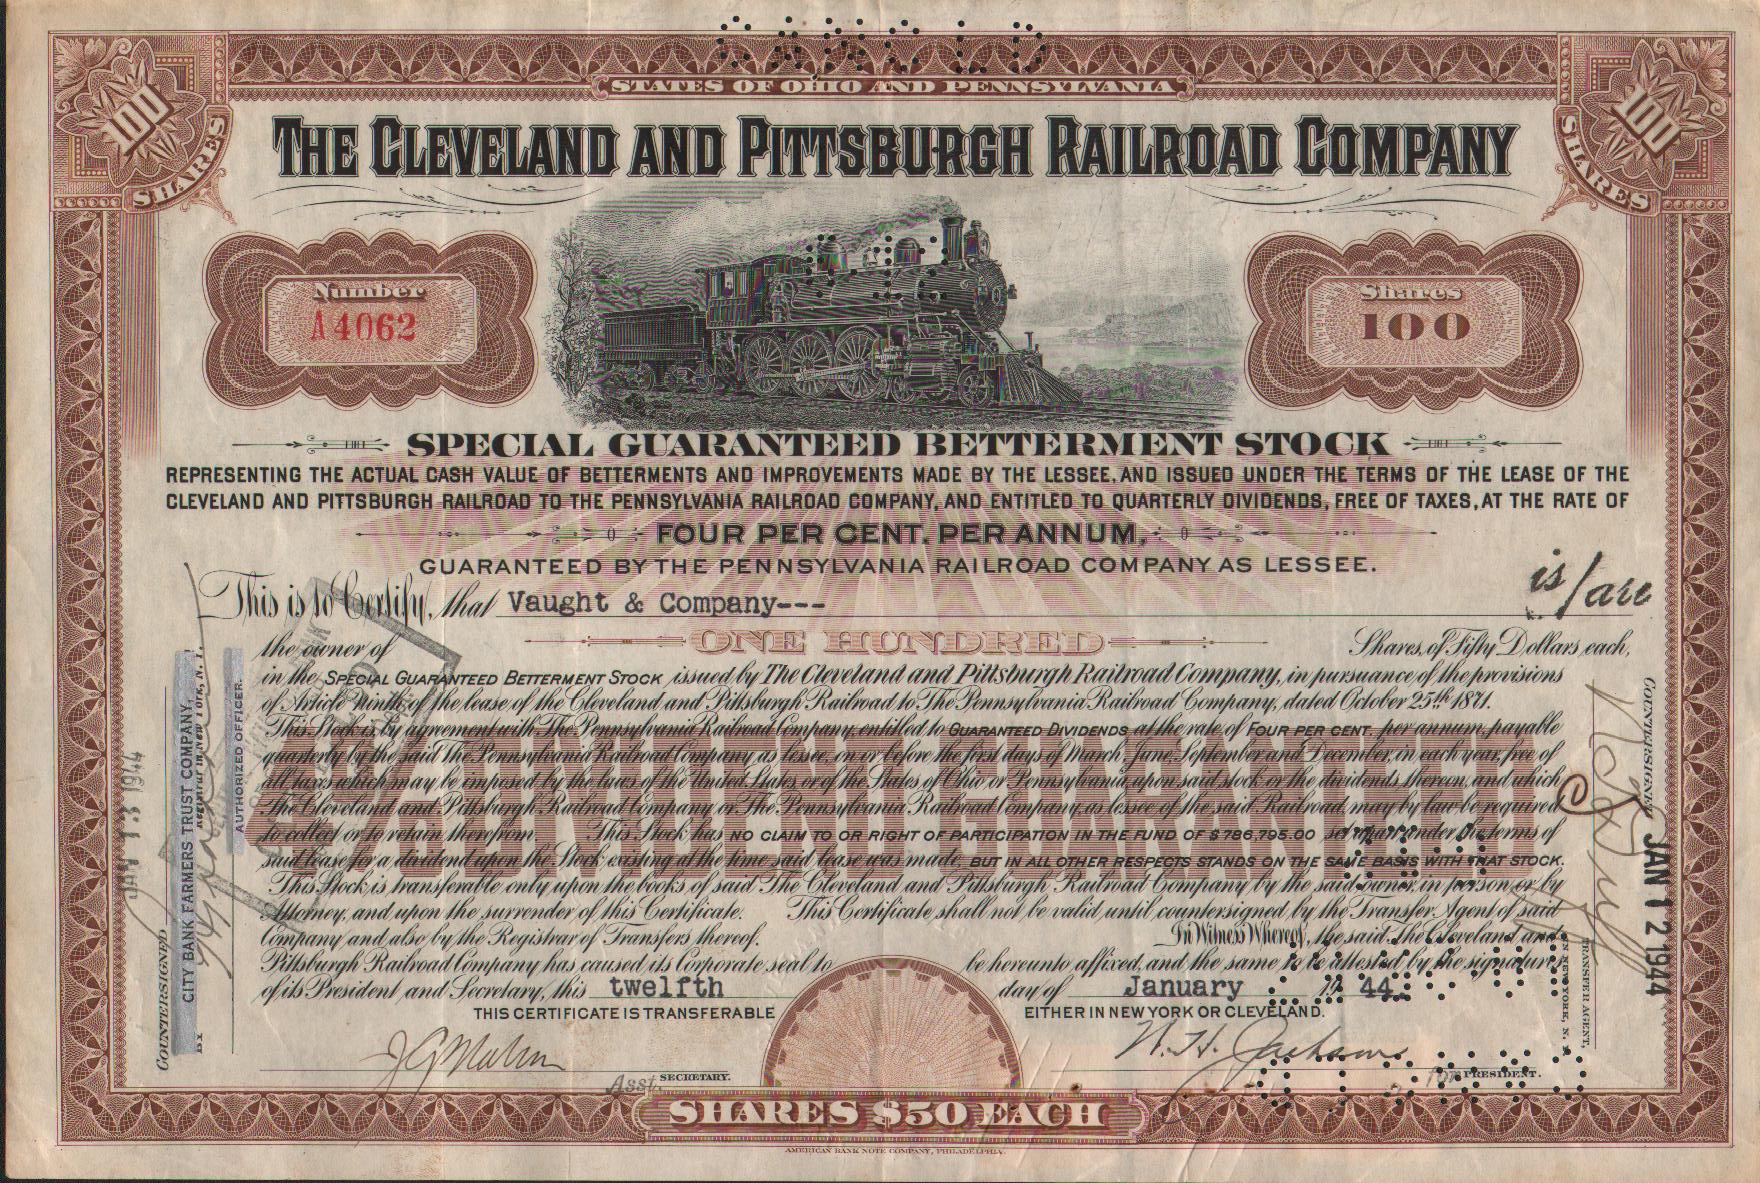 STATES OF OHIO AND PENNSYLVANIA
100 SHARES
100 SHARES
THE CLEVELAND AND PITTSBURGH RAILROAD COMPANY
Number
A4062
Shares
100
SPECIAL GUARANTEED BETTERMENT STOCK
REPRESENTING THE ACTUAL CASH VALUE OF BETTERMENTS AND IMPROVEMENTS MADE BY THE LESSEE, AND ISSUED UNDER THE TERMS OF THE LEASE OF THE
CLEVELAND AND PITTSBURGH RAILROAD TO THE PENNSYLVANIA RAILROAD COMPANY, AND ENTITLED TO QUARTERLY DIVIDENDS, FREE OF TAXES, AT THE RATE OF
FOUR PER CENT. PER ANNUM,
GUARANTEED BY THE PENNSYLVANIA RAILROAD COMPANY AS LESSEE.
This is to Certify, that Vaught & Company--- is/are
the owner of ONE HUNDRED Shares, of Fifty Dollars each,
in the SPECIAL GUARANTEED BETTERMENT STOCK issued by The Cleveland and Pittsburgh Railroad Company, in pursuance of the provisions
of Article Ninth of the lease of the Cleveland and Pittsburgh Railroad to The Pennsylvania Railroad Company, dated October 25th 1871.
This Stock is by agreement with The Pennsylvania Railroad Company, entitled to GUARANTEED DIVIDENDS at the rate of FOUR PER CENT. per annum, payable
quarterly by the said The Pennsylvania Railroad Company as lessee, on or before the first days of March, June, September and December, in each year, free of
all taxes which may be imposed by the laws of the United States, or of the States of Ohio or Pennsylvania, upon said stock or the dividends thereon, and which
The Cleveland and Pittsburgh Railroad Company or The Pennsylvania Railroad Company, as lessee of the said Railroad, may by law be required
to collect or to retain therefrom. This Stock has NO CLAIM TO OR RIGHT OF PARTICIPATION IN THE FUND OF $786,795.00 set apart under the terms of
said lease for a dividend upon the Stock existing at the time said lease was made, BUT IN ALL OTHER RESPECTS STANDS ON THE SAME BASIS WITH THAT STOCK.
This Stock is transferable only upon the books of said The Cleveland and Pittsburgh Railroad Company by the said owner, in person or by
Attorney, and upon the surrender of this Certificate. This Certificate shall not be valid until countersigned by the Transfer Agent of said
Company and also by the Registrar of Transfers thereof. In Witness Whereof, the said The Cleveland and
Pittsburgh Railroad Company has caused its Corporate seal to be hereunto affixed, and the same to be attested by the signatures
of its President and Secretary, this twelfth day of January 19 44.
THIS CERTIFICATE IS TRANSFERABLE EITHER IN NEW YORK OR CLEVELAND.
Asst. SECRETARY.
for PRESIDENT.
SHARES $50 EACH
AMERICAN BANK NOTE COMPANY, PHILADELPHIA.
COUNTERSIGNED
CITY BANK FARMERS TRUST COMPANY,
Registrar in New York, N. Y.
BY
AUTHORIZED OFFICER.
JAN 13 1944
COUNTERSIGNED
JAN 12 1944
TRANSFER AGENT,
IN NEW YORK, N. Y.